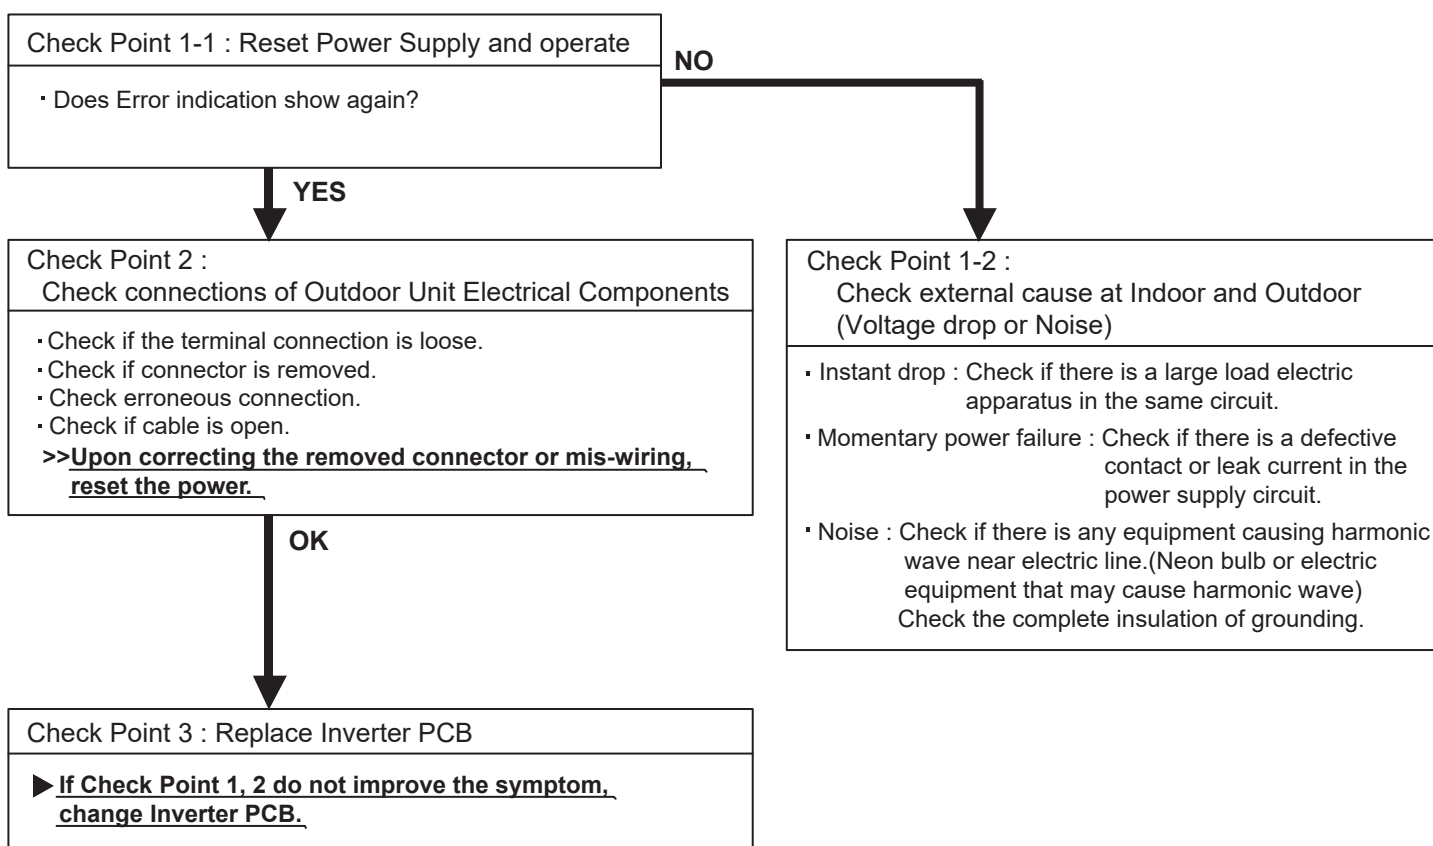 Check Point 1-1 : Reset Power Supply and operate
· Does Error indication show again?
NO
YES
Check Point 2 :
Check connections of Outdoor Unit Electrical Components
· Check if the terminal connection is loose.
· Check if connector is removed.
· Check erroneous connection.
· Check if cable is open.
>>Upon correcting the removed connector or mis-wiring,
reset the power.
OK
Check Point 1-2 :
Check external cause at Indoor and Outdoor
(Voltage drop or Noise)
· Instant drop : Check if there is a large load electric
apparatus in the same circuit.
· Momentary power failure : Check if there is a defective
contact or leak current in the
power supply circuit.
· Noise : Check if there is any equipment causing harmonic
wave near electric line.(Neon bulb or electric
equipment that may cause harmonic wave)
Check the complete insulation of grounding.
Check Point 3 : Replace Inverter PCB
▶ If Check Point 1, 2 do not improve the symptom,
change Inverter PCB.